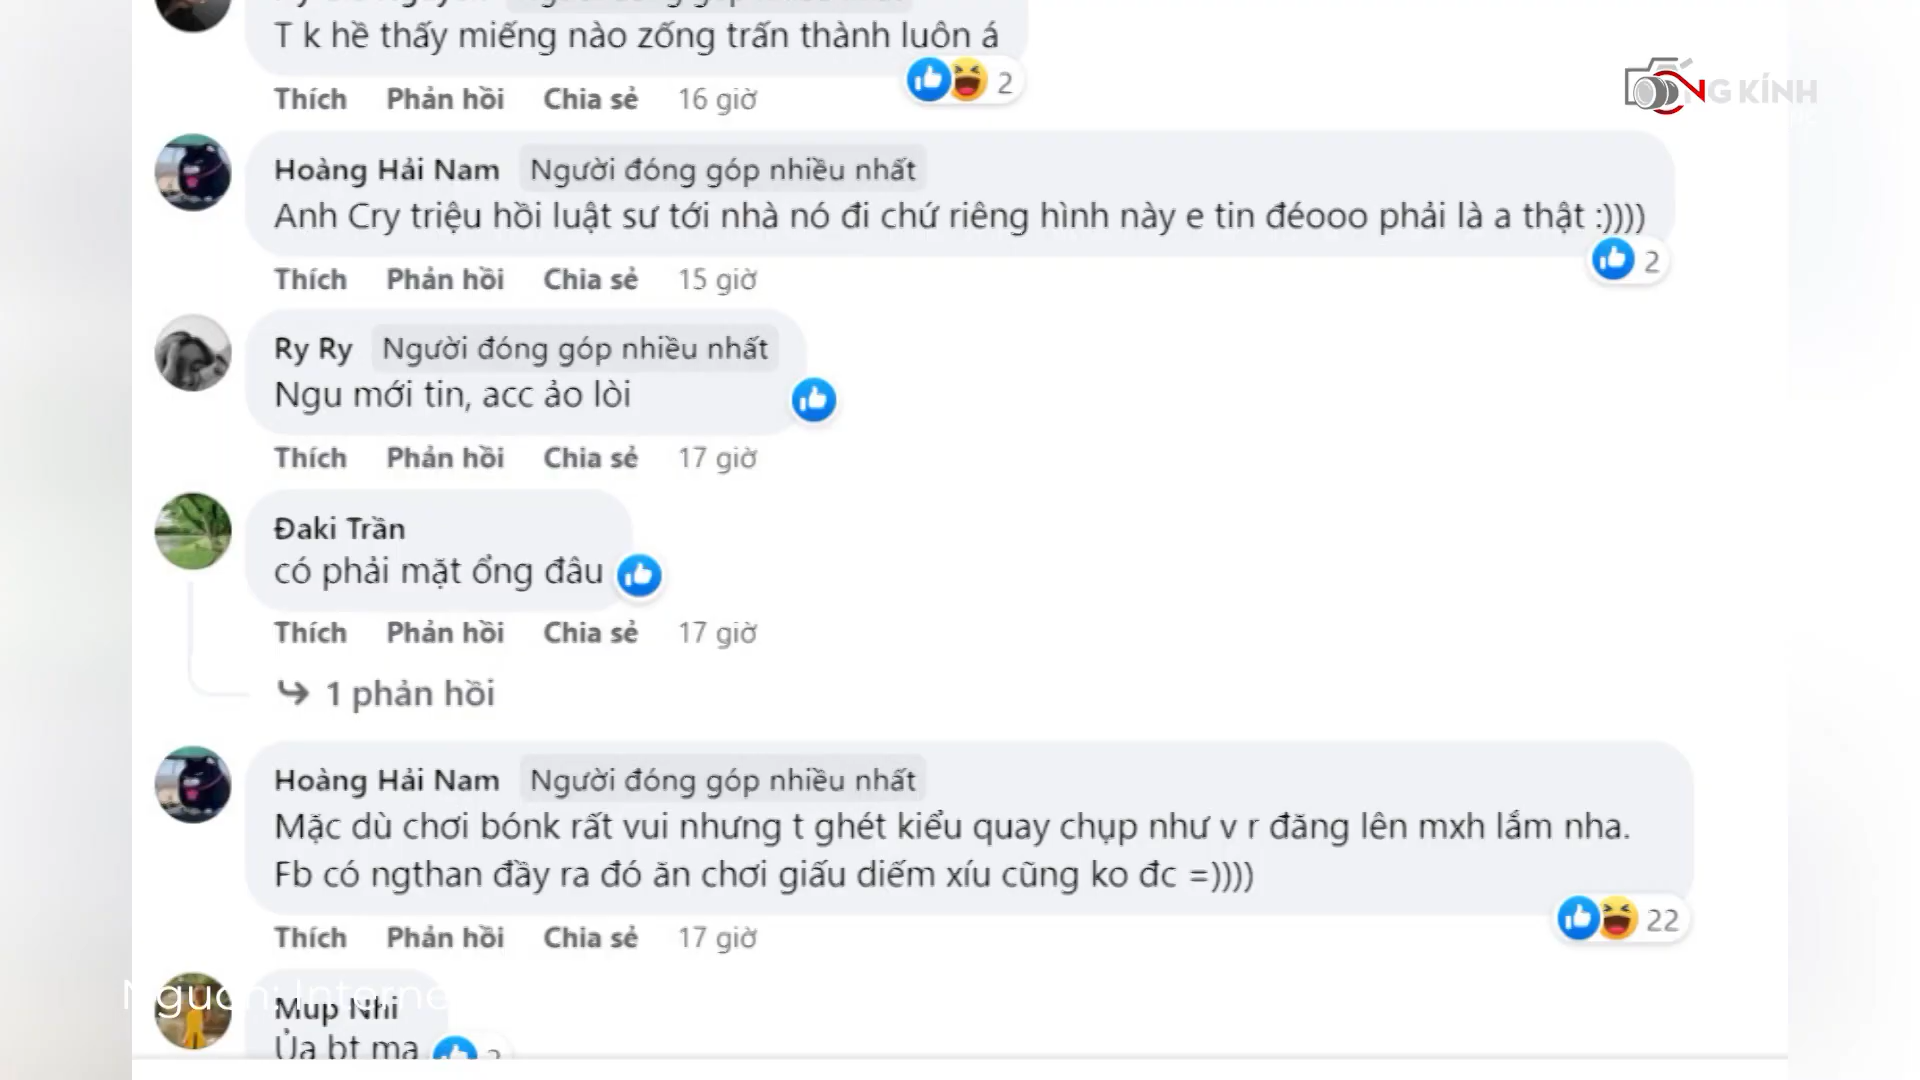 T k hề thấy miếng nào zống trấn thành luôn á
2
Thích Phản hồi Chia sẻ 16 giờ
NG KÍNH
Hoàng Hải Nam Người đóng góp nhiều nhất
Anh Cry triệu hồi luật sư tới nhà nó đi chứ riêng hình này e tin đéooo phải là a thật :))))
2
Thích Phản hồi Chia sẻ 15 giờ
Ry Ry Người đóng góp nhiều nhất
Ngu mới tin, acc ảo lòi
Thích Phản hồi Chia sẻ 17 giờ
Đaki Trần
có phải mặt ổng đâu
Thích Phản hồi Chia sẻ 17 giờ
1 phản hồi
Hoàng Hải Nam Người đóng góp nhiều nhất
Mặc dù chơi bónk rất vui nhưng t ghét kiểu quay chụp như v r đăng lên mxh lắm nha.
Fb có ngthan đầy ra đó ăn chơi giấu diếm xíu cũng ko đc =))))
22
Thích Phản hồi Chia sẻ 17 giờ
Nguồn: Interne
Mup Nhi
Ủa bt ma